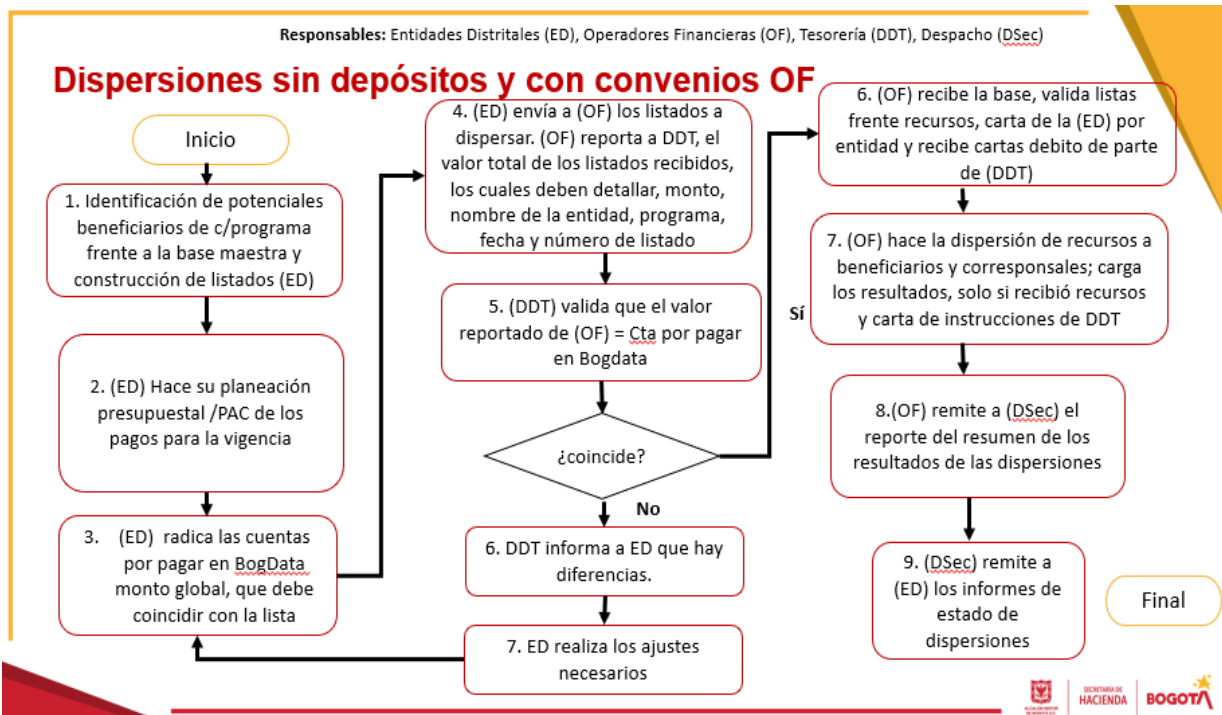 Responsables: Entidades Distritales (ED), Operadores Financieras (OF), Tesorería (DDT), Despacho (DSec)
Dispersiones sin depósitos y con convenios OF
Inicio
1. Identificación de potenciales
beneficiarios de c/programa
frente a la base maestra y
construcción de listados (ED)
2. (ED) Hace su planeación
presupuestal /PAC de los
pagos para la vigencia
3. (ED) radica las cuentas
por pagar en BogData
monto global, que debe
coincidir con la lista
4. (ED) envía a (OF) los listados a
dispersar. (OF) reporta a DDT, el
valor total de los listados recibidos,
los cuales deben detallar, monto,
nombre de la entidad, programa,
fecha y número de listado
5. (DDT) valida que el valor
reportado de (OF) = Cta por pagar
en Bogdata
¿coincide?
No
6. DDT informa a ED que hay
diferencias.
7. ED realiza los ajustes
necesarios
Sí
6. (OF) recibe la base, valida listas
frente recursos, carta de la (ED) por
entidad y recibe cartas debito de parte
de (DDT)
7. (OF) hace la dispersión de recursos a
beneficiarios y corresponsales; carga
los resultados, solo si recibió recursos
y carta de instrucciones de DDT
8.(OF) remite a (DSec) el
reporte del resumen de los
resultados de las dispersiones
9. (DSec) remite a
(ED) los informes de
estado de
dispersiones
Final
ALCALDÍA MAYOR
DE BOGOTÁ D.C.
SECRETARÍA DE
HACIENDA
BOGOTÁ